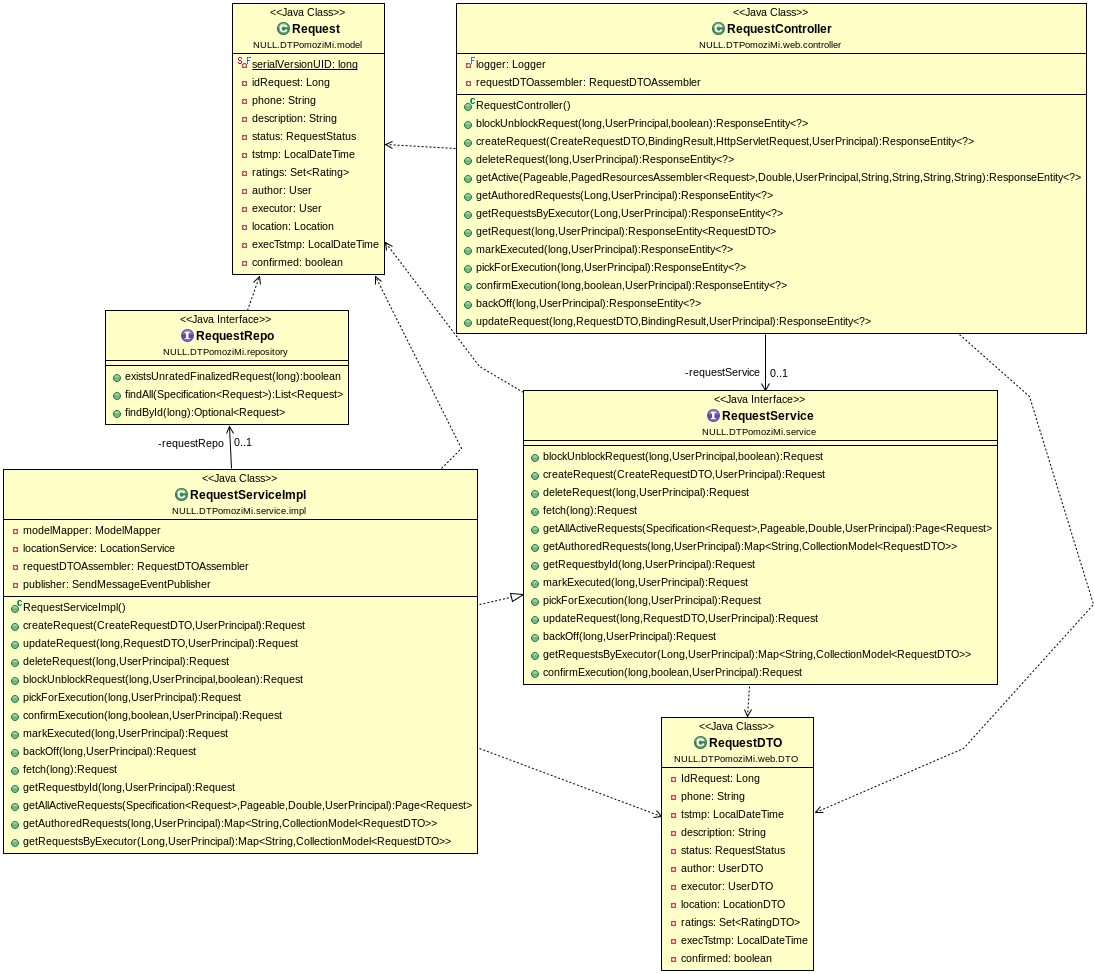 <<Java Class>>
Request
NULL.DTPomoziMi.model
serialVersionUID: long
idRequest: Long
phone: String
description: String
status: RequestStatus
tstmp: LocalDateTime
ratings: Set<Rating>
author: User
executor: User
location: Location
execTstmp: LocalDateTime
confirmed: boolean
<<Java Class>>
RequestController
NULL.DTPomoziMi.web.controller
logger: Logger
requestDTOassembler: RequestDTOAssembler
RequestController()
blockUnblockRequest(long,UserPrincipal,boolean):ResponseEntity<?>
createRequest(CreateRequestDTO,BindingResult,HttpServletRequest,UserPrincipal):ResponseEntity<?>
deleteRequest(long,UserPrincipal):ResponseEntity<?>
getActive(Pageable,PagedResourcesAssembler<Request>,Double,UserPrincipal,String,String,String,String):ResponseEntity<?>
getAuthoredRequests(Long,UserPrincipal):ResponseEntity<?>
getRequestsByExecutor(Long,UserPrincipal):ResponseEntity<?>
getRequest(long,UserPrincipal):ResponseEntity<RequestDTO>
markExecuted(long,UserPrincipal):ResponseEntity<?>
pickForExecution(long,UserPrincipal):ResponseEntity<?>
confirmExecution(long,boolean,UserPrincipal):ResponseEntity<?>
backOff(long,UserPrincipal):ResponseEntity<?>
updateRequest(long,RequestDTO,BindingResult,UserPrincipal):ResponseEntity<?>
<<Java Interface>>
RequestRepo
NULL.DTPomoziMi.repository
existsUnratedFinalizedRequest(long):boolean
findAll(Specification<Request>):List<Request>
findById(long):Optional<Request>
-requestService 0..1
-requestRepo 0..1
<<Java Interface>>
RequestService
NULL.DTPomoziMi.service
blockUnblockRequest(long,UserPrincipal,boolean):Request
createRequest(CreateRequestDTO,UserPrincipal):Request
deleteRequest(long,UserPrincipal):Request
fetch(long):Request
getAllActiveRequests(Specification<Request>,Pageable,Double,UserPrincipal):Page<Request>
getAuthoredRequests(long,UserPrincipal):Map<String,CollectionModel<RequestDTO>>
getRequestbyId(long,UserPrincipal):Request
markExecuted(long,UserPrincipal):Request
pickForExecution(long,UserPrincipal):Request
updateRequest(long,RequestDTO,UserPrincipal):Request
backOff(long,UserPrincipal):Request
getRequestsByExecutor(Long,UserPrincipal):Map<String,CollectionModel<RequestDTO>>
confirmExecution(long,boolean,UserPrincipal):Request
<<Java Class>>
RequestServiceImpl
NULL.DTPomoziMi.service.impl
modelMapper: ModelMapper
locationService: LocationService
requestDTOAssembler: RequestDTOAssembler
publisher: SendMessageEventPublisher
RequestServiceImpl()
createRequest(CreateRequestDTO,UserPrincipal):Request
updateRequest(long,RequestDTO,UserPrincipal):Request
deleteRequest(long,UserPrincipal):Request
blockUnblockRequest(long,UserPrincipal,boolean):Request
pickForExecution(long,UserPrincipal):Request
confirmExecution(long,boolean,UserPrincipal):Request
markExecuted(long,UserPrincipal):Request
backOff(long,UserPrincipal):Request
fetch(long):Request
getRequestbyId(long,UserPrincipal):Request
getAllActiveRequests(Specification<Request>,Pageable,Double,UserPrincipal):Page<Request>
getAuthoredRequests(long,UserPrincipal):Map<String,CollectionModel<RequestDTO>>
getRequestsByExecutor(Long,UserPrincipal):Map<String,CollectionModel<RequestDTO>>
<<Java Class>>
RequestDTO
NULL.DTPomoziMi.web.DTO
IdRequest: Long
phone: String
tstmp: LocalDateTime
description: String
status: RequestStatus
author: UserDTO
executor: UserDTO
location: LocationDTO
ratings: Set<RatingDTO>
execTstmp: LocalDateTime
confirmed: boolean